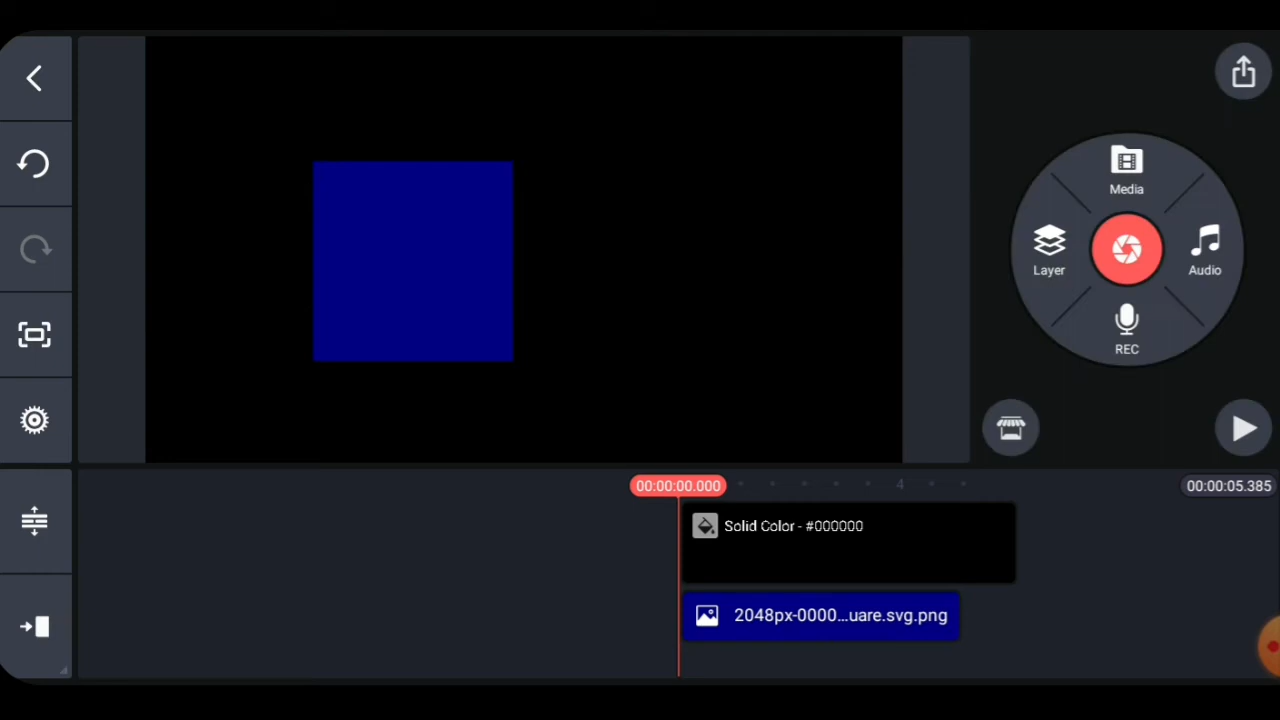 Media
Layer
Audio
REC
00:00:00.000
4
00:00:05.385
Solid Color - #000000
2048px-0000...uare.svg.png